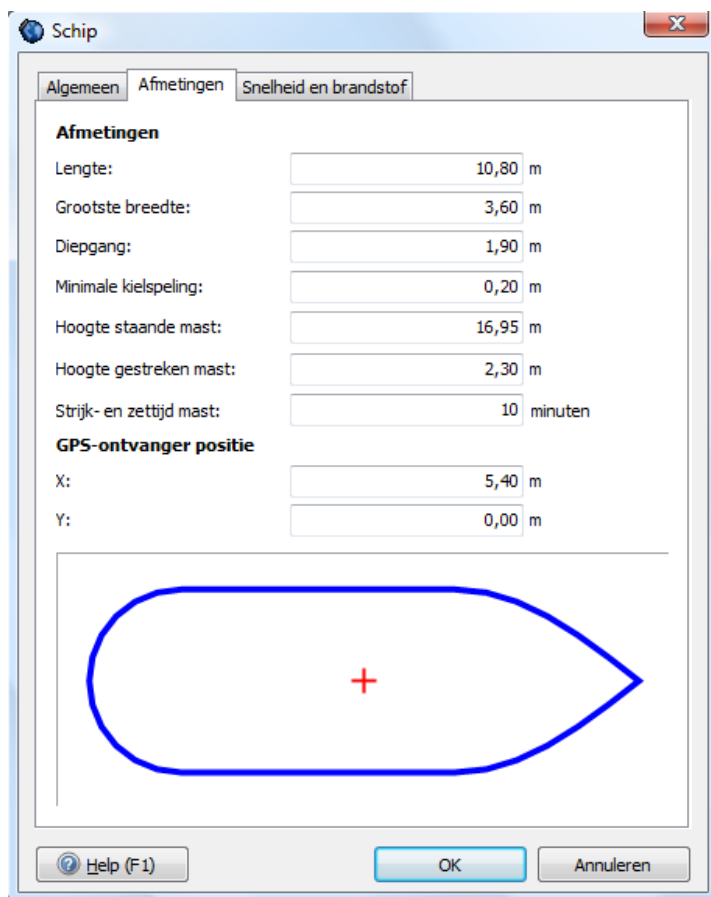 Schip
Algemeen Afmetingen Snelheid en brandstof
Afmetingen
Lengte: 10,80 m
Grootste breedte: 3,60 m
Diepgang: 1,90 m
Minimale kielspeling: 0,20 m
Hoogte staande mast: 16,95 m
Hoogte gestreken mast: 2,30 m
Strijk- en zettijd mast: 10 minuten
GPS-ontvanger positie
X: 5,40 m
Y: 0,00 m
Help (F1) OK Annuleren